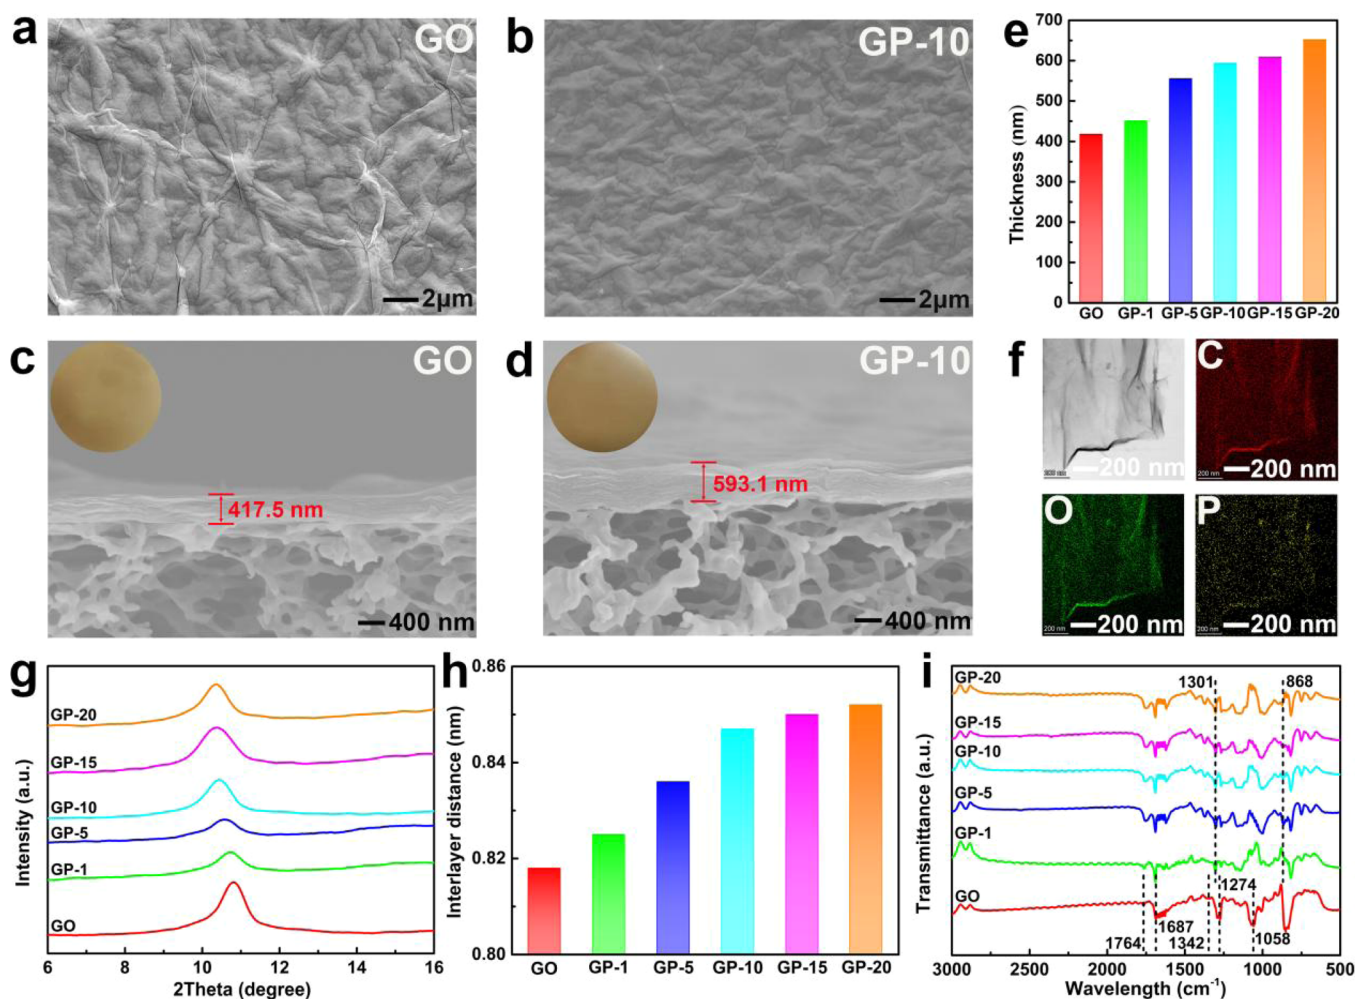 a
GO
2μm
b
GP-10
2μm
e
Thickness (nm)
700
600
500
400
300
200
100
0
GO GP-1 GP-5 GP-10 GP-15 GP-20
c
GO
417.5 nm
400 nm
d
GP-10
593.1 nm
400 nm
f
200 nm
C
200 nm
200 nm
O
200 nm
200 nm
P
200 nm
200 nm
g
Intensity (a.u.)
GP-20
GP-15
GP-10
GP-5
GP-1
GO
6 8 10 12 14 16
2Theta (degree)
h
Interlayer distance (nm)
0.86
0.84
0.82
0.80
GO GP-1 GP-5 GP-10 GP-15 GP-20
i
Transmittance (a.u.)
GP-20
1301
868
GP-15
GP-10
GP-5
GP-1
GO
1274
1687
1764
1342
1058
3000 2500 2000 1500 1000 500
Wavelength (cm⁻¹)